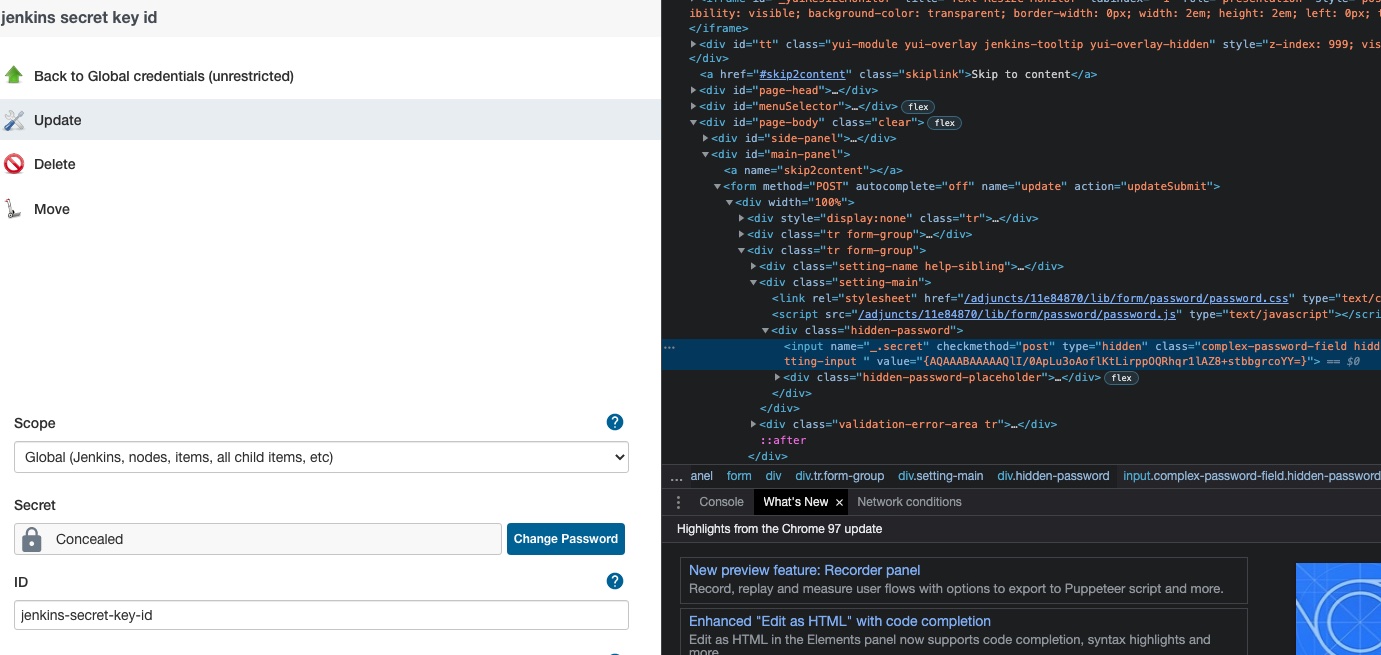 jenkins secret key id
Back to Global credentials (unrestricted)
Update
Delete
Move
Scope
Global (Jenkins, nodes, items, all child items, etc)
Secret
Concealed
Change Password
ID
jenkins-secret-key-id
ibility: visible; background-color: transparent; border-width: 0px; width: 2em; height: 2em; left: 0px;
</iframe>
<div id="tt" class="yui-module yui-overlay jenkins-tooltip yui-overlay-hidden" style="z-index: 999; vis
</div>
<a href="#skip2content" class="skiplink">Skip to content</a>
<div id="page-head">…</div>
<div id="menuSelector">…</div> flex
<div id="page-body" class="clear"> flex
<div id="side-panel">…</div>
<div id="main-panel">
<a name="skip2content"></a>
<form method="POST" autocomplete="off" name="update" action="updateSubmit">
<div width="100%">
<div style="display:none" class="tr">…</div>
<div class="tr form-group">…</div>
<div class="tr form-group">
<div class="setting-name help-sibling">…</div>
<div class="setting-main">
<link rel="stylesheet" href="/adjuncts/11e84870/lib/form/password/password.css" type="text/c
<script src="/adjuncts/11e84870/lib/form/password/password.js" type="text/javascript"></scri
<div class="hidden-password">
<input name="_.secret" checkmethod="post" type="hidden" class="complex-password-field hidd
tting-input " value="{AQAAABAAAAAQlI/0ApLu3oAoflKtLirppOQRhqr1lAZ8+stbbgrcoYY=}"> == $0
<div class="hidden-password-placeholder">…</div> flex
</div>
</div>
<div class="validation-error-area tr">…</div>
::after
</div>
... anel form div div.tr.form-group div.setting-main div.hidden-password input.complex-password-field.hidden-password
Console What's New × Network conditions
Highlights from the Chrome 97 update
New preview feature: Recorder panel
Record, replay and measure user flows with options to export to Puppeteer script and more.
Enhanced "Edit as HTML" with code completion
Edit as HTML in the Elements panel now supports code completion, syntax highlights and
more.